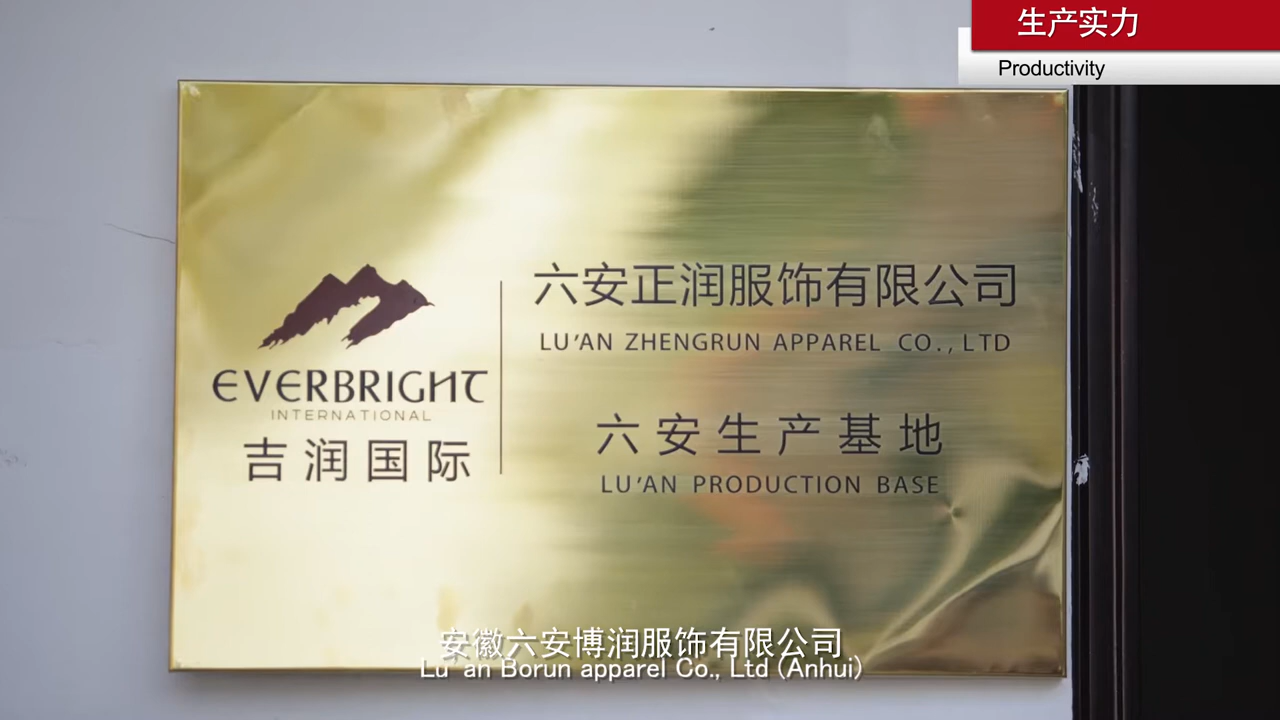 生产实力
Productivity
EVERBRIGHT
INTERNATIONAL
吉润国际
六安正润服饰有限公司
LU'AN ZHENGRUN APPAREL CO.,LTD
六安生产基地
LU'AN PRODUCTION BASE
安徽六安博润服饰有限公司
Lu' an Borun apparel Co., Ltd (Anhui)